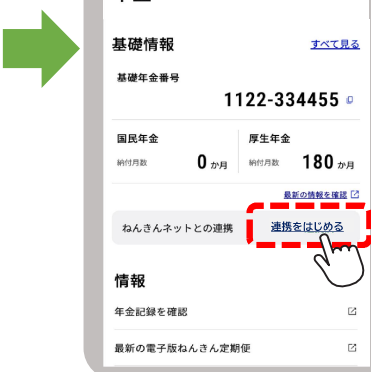 基礎情報 すべて見る
基礎年金番号
1122-334455
国民年金 厚生年金
納付月数 0 か月 納付月数 180 か月
最新の情報を確認
ねんきんネットとの連携 連携をはじめる
情報
年金記録を確認
最新の電子版ねんきん定期便